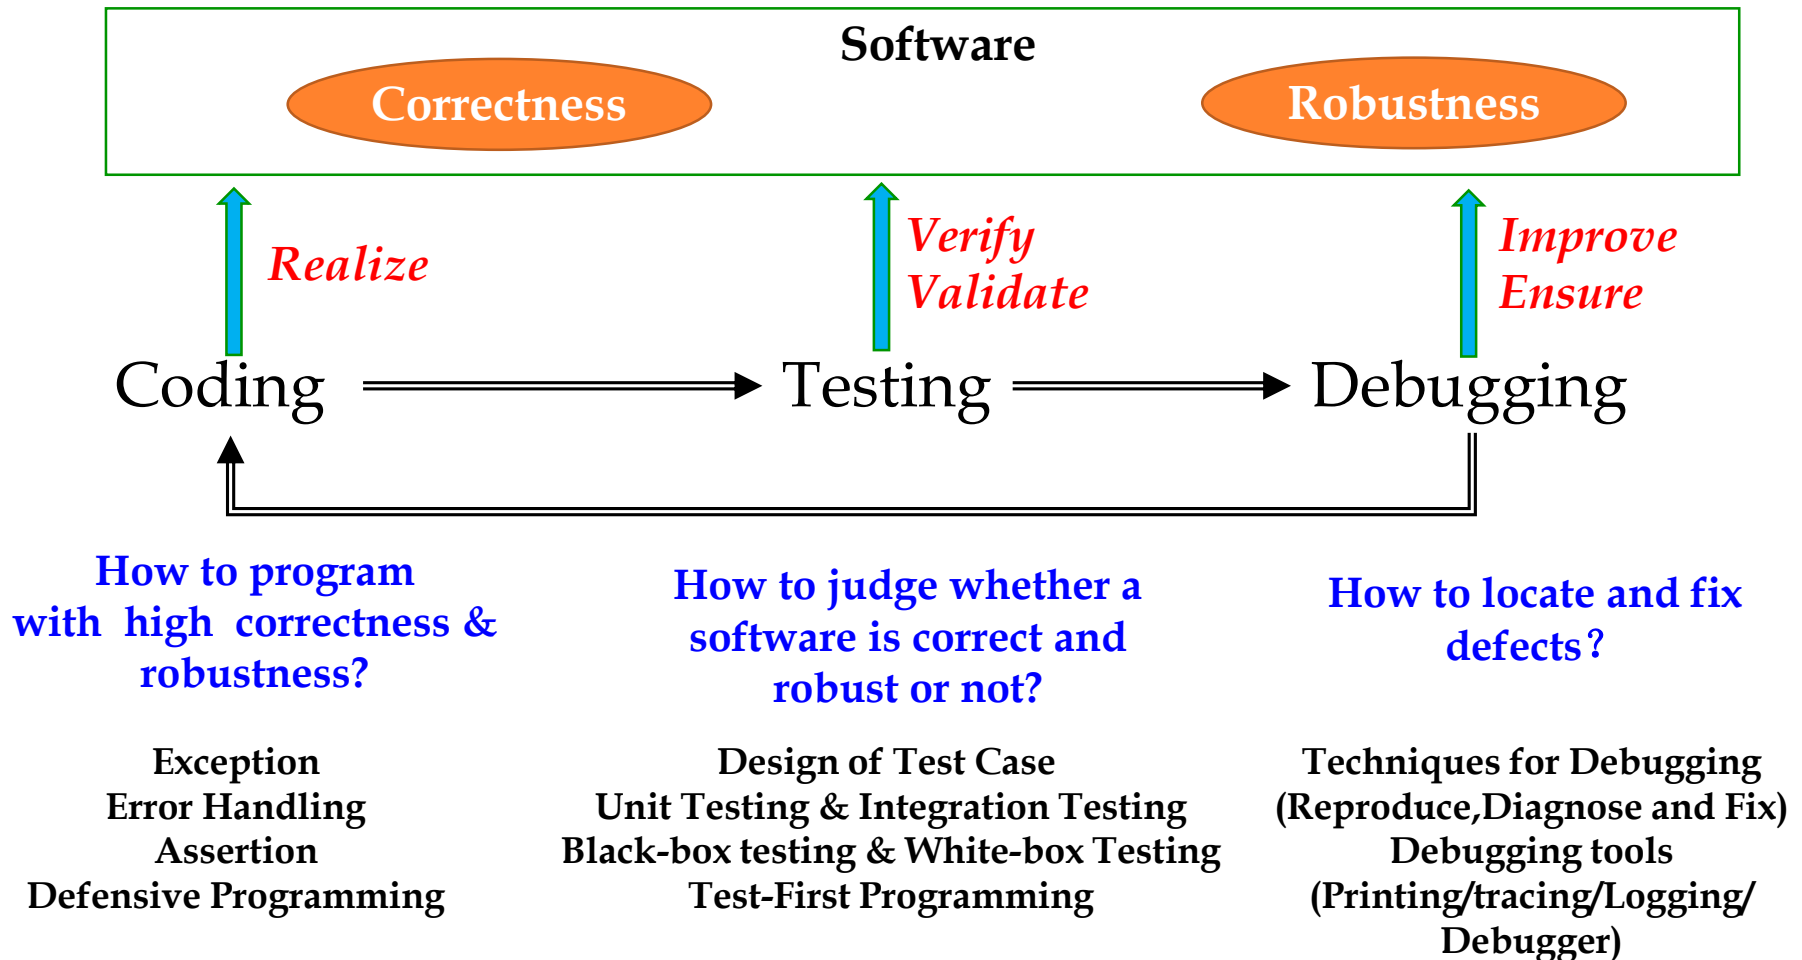 Software
Correctness
Robustness
Realize
Verify
Validate
Improve
Ensure
Coding
Testing
Debugging
How to program
with high correctness &
robustness?
How to judge whether a
software is correct and
robust or not?
How to locate and fix
defects？
Exception
Error Handling
Assertion
Defensive Programming
Design of Test Case
Unit Testing & Integration Testing
Black-box testing & White-box Testing
Test-First Programming
Techniques for Debugging
(Reproduce,Diagnose and Fix)
Debugging tools
(Printing/tracing/Logging/
Debugger)